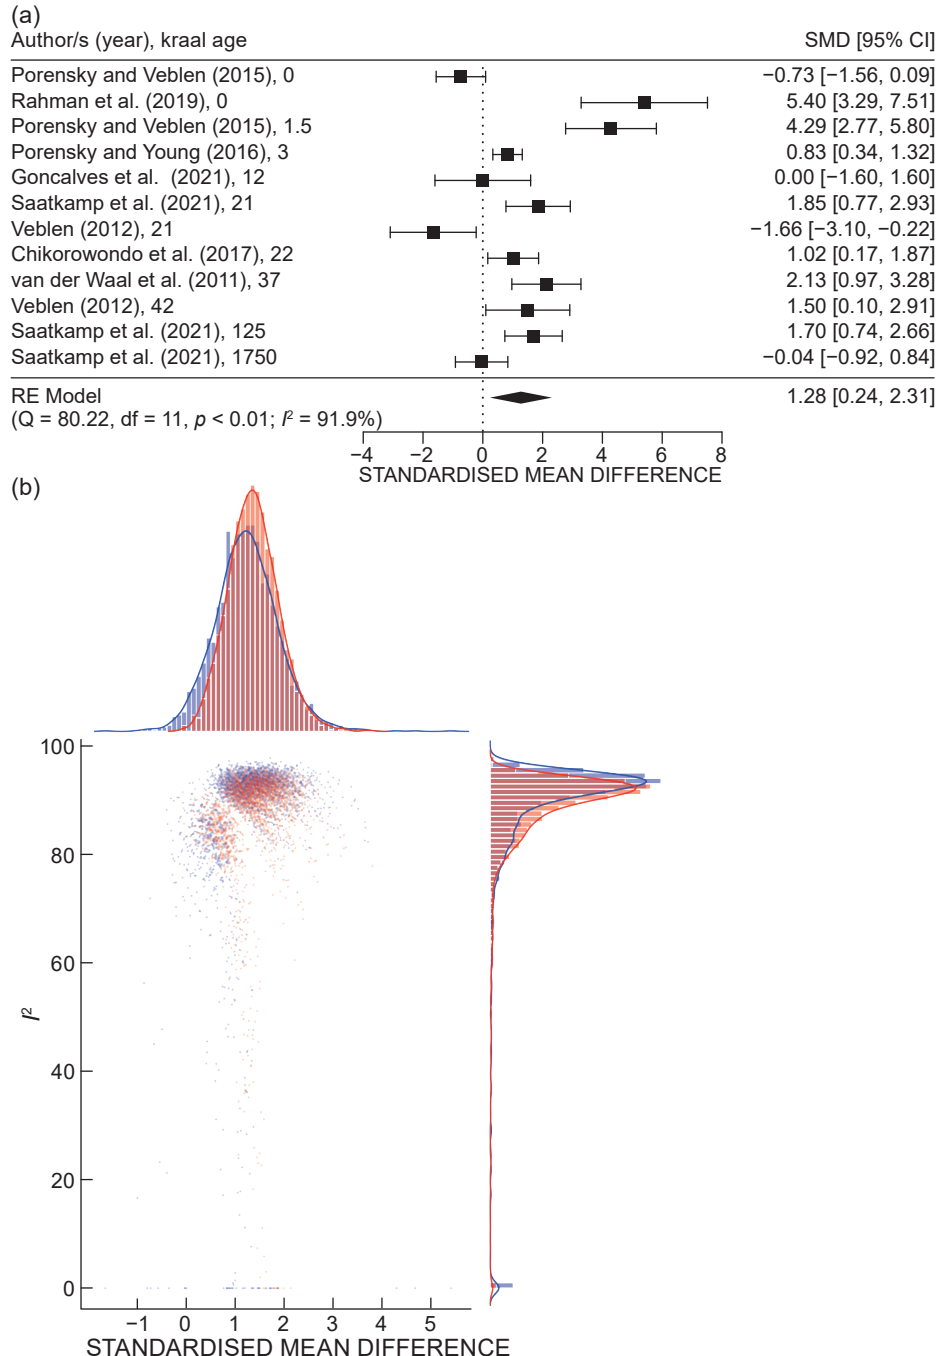 (a)
Author/s (year), kraal age SMD [95% CI]
Porensky and Veblen (2015), 0 −0.73 [−1.56, 0.09]
Rahman et al. (2019), 0 5.40 [3.29, 7.51]
Porensky and Veblen (2015), 1.5 4.29 [2.77, 5.80]
Porensky and Young (2016), 3 0.83 [0.34, 1.32]
Goncalves et al. (2021), 12 0.00 [−1.60, 1.60]
Saatkamp et al. (2021), 21 1.85 [0.77, 2.93]
Veblen (2012), 21 −1.66 [−3.10, −0.22]
Chikorowondo et al. (2017), 22 1.02 [0.17, 1.87]
van der Waal et al. (2011), 37 2.13 [0.97, 3.28]
Veblen (2012), 42 1.50 [0.10, 2.91]
Saatkamp et al. (2021), 125 1.70 [0.74, 2.66]
Saatkamp et al. (2021), 1750 −0.04 [−0.92, 0.84]
RE Model 1.28 [0.24, 2.31]
(Q = 80.22, df = 11, p < 0.01; I² = 91.9%)
−4 −2 0 2 4 6 8
STANDARDISED MEAN DIFFERENCE
(b)
100
80
60
I²
40
20
0
−1 0 1 2 3 4 5
STANDARDISED MEAN DIFFERENCE